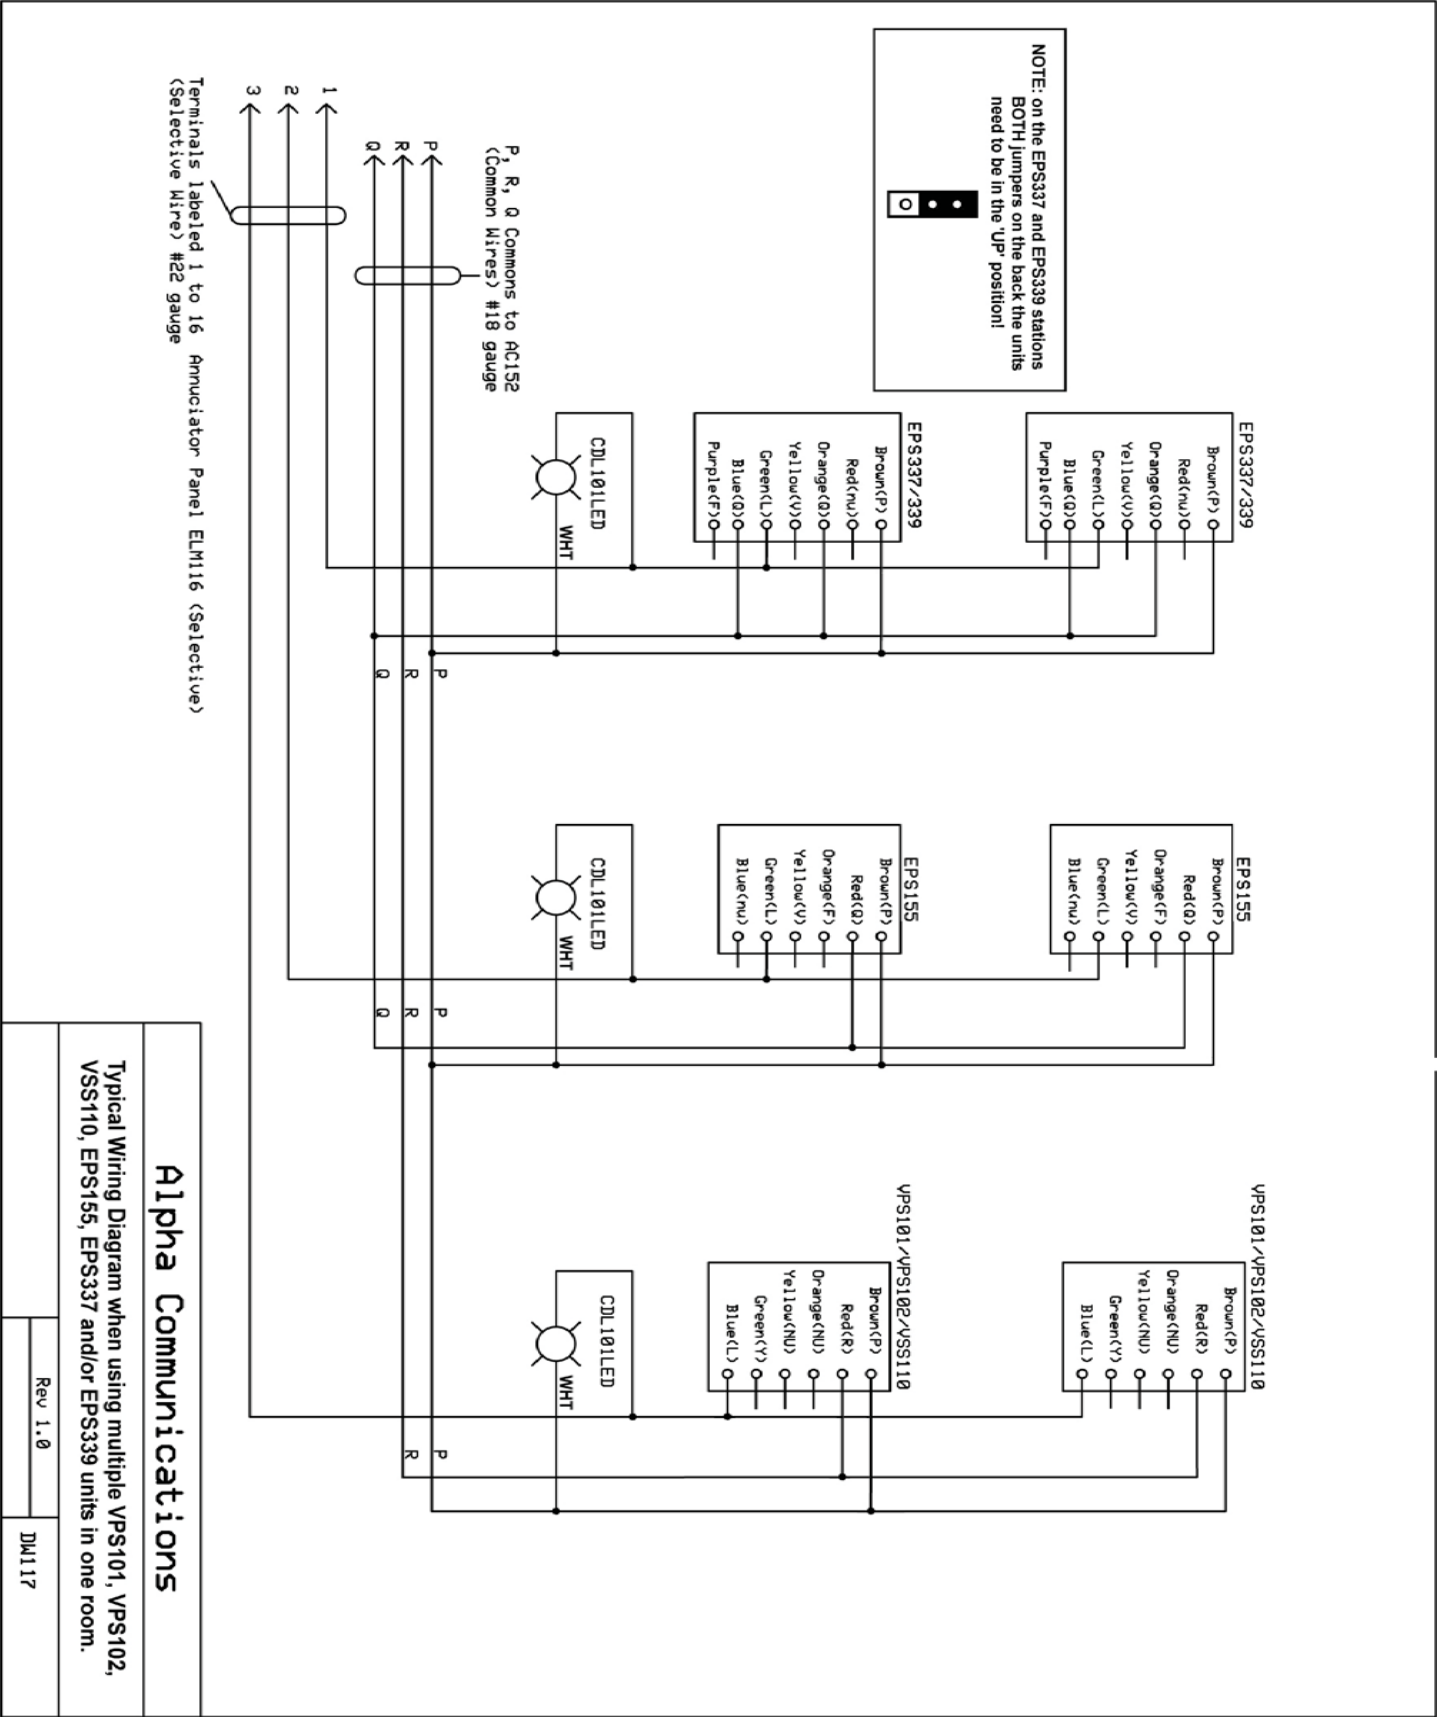 NOTE: on the EPS337 and EPS339 stations
BOTH jumpers on the back the units
need to be in the 'UP' position!
EPS337/339
Brown(P)
Red(nu)
Orange(Q)
Yellow(V)
Green(L)
Blue(Q)
Purple(F)
EPS155
Brown(P)
Red(Q)
Orange(F)
Yellow(V)
Green(L)
Blue(nu)
VPS101/VPS102/VSS110
Brown(P)
Red(R)
Orange(NU)
Yellow(NU)
Green(Y)
Blue(L)
EPS337/339
Brown(P)
Red(nu)
Orange(Q)
Yellow(V)
Green(L)
Blue(Q)
Purple(F)
EPS155
Brown(P)
Red(Q)
Orange(F)
Yellow(V)
Green(L)
Blue(nu)
VPS101/VPS102/VSS110
Brown(P)
Red(R)
Orange(NU)
Yellow(NU)
Green(Y)
Blue(L)
CDL101LED
WHT
CDL101LED
WHT
CDL101LED
WHT
P, R, Q Commons to AC152
(Common Wires) #18 gauge
P
R
Q
P
R
Q
P
R
Q
P
R
1
2
3
Terminals labeled 1 to 16 Annuciator Panel ELM116 (Selective)
(Selective Wire) #22 gauge
Alpha Communications
Typical Wiring Diagram when using multiple VPS101, VPS102,
VSS110, EPS155, EPS337 and/or EPS339 units in one room.
Rev 1.0
DW117